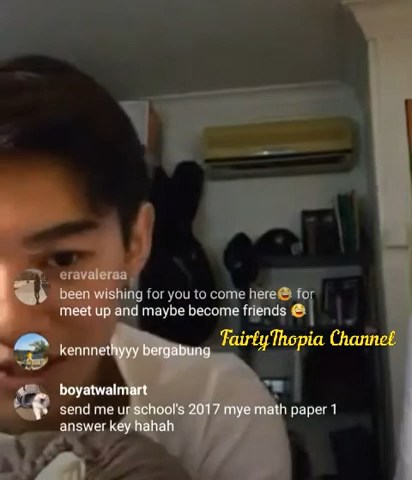 eravaleraa
been wishing for you to come here😂 for
meet up and maybe become friends 😂
FairlyThopia Channel
kennnethyyy bergabung
boyatwalmart
send me ur school's 2017 mye math paper 1
answer key hahah